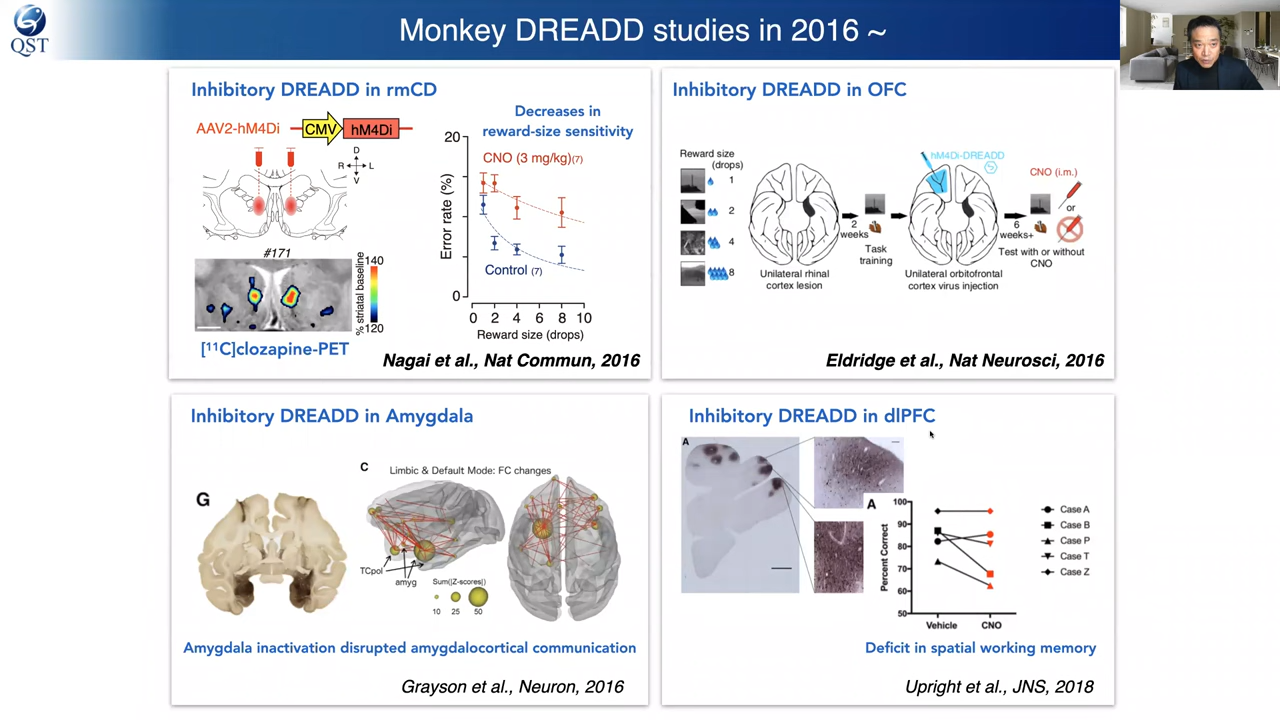 QST
Monkey DREADD studies in 2016 ~
Inhibitory DREADD in rmCD
AAV2-hM4Di
CMV
hM4Di
D
R
L
V
#171
% striatal baseline
140
120
[¹¹C]clozapine-PET
Decreases in
reward-size sensitivity
20
CNO (3 mg/kg)(7)
Error rate (%)
Control (7)
0
0 2 4 6 8 10
Reward size (drops)
Nagai et al., Nat Commun, 2016
Inhibitory DREADD in OFC
Reward size
(drops)
1
2
4
8
Unilateral rhinal
cortex lesion
2
weeks
Task
training
hM4Di-DREADD
Unilateral orbitofrontal
cortex virus injection
6
weeks+
CNO (i.m.)
or
Test with or without
CNO
Eldridge et al., Nat Neurosci, 2016
Inhibitory DREADD in Amygdala
G
C
Limbic & Default Mode: FC changes
TCpol
amyg
Sum(|Z-scores|)
10 25 50
Amygdala inactivation disrupted amygdalocortical communication
Grayson et al., Neuron, 2016
Inhibitory DREADD in dlPFC
A
A
Percent Correct
100
90
80
70
60
50
Vehicle CNO
Case A
Case B
Case P
Case T
Case Z
Deficit in spatial working memory
Upright et al., JNS, 2018